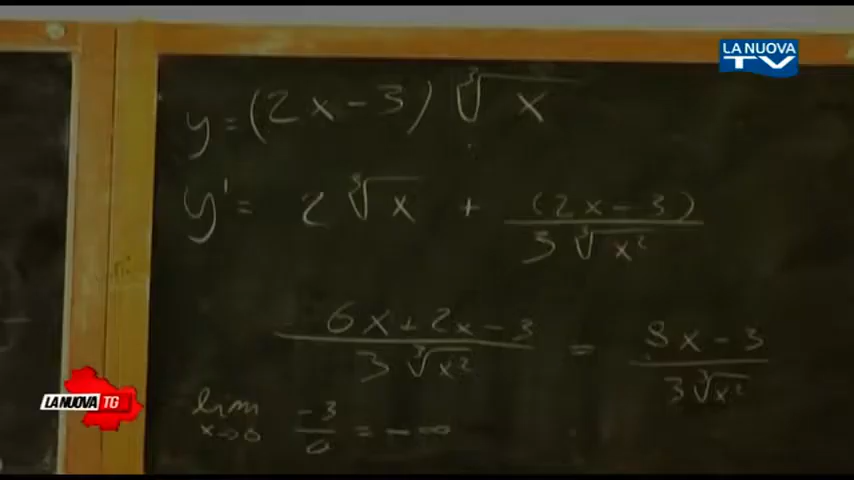 LA NUOVA
TV
y = (2x - 3) ∛x
y' = 2 ∛x + (2x - 3) / 3 ∛x²
6x + 2x - 3 / 3 ∛x² = 8x - 3 / 3 ∛x²
lim x→0 -3/0 = -∞
LA NUOVA TG